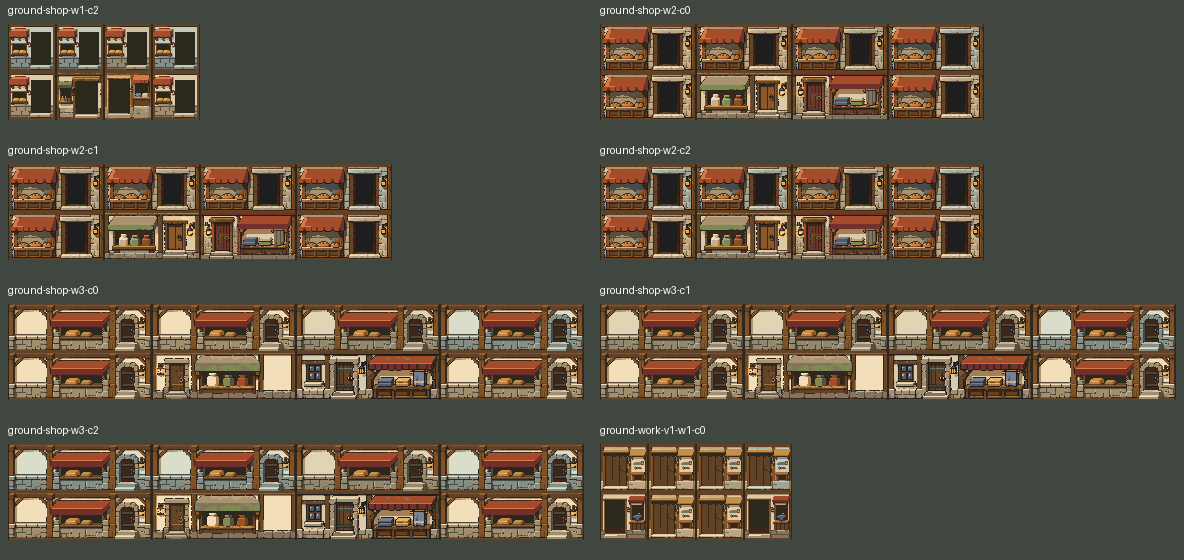 ground-shop-w1-c2
ground-shop-w2-c0
ground-shop-w2-c1
ground-shop-w2-c2
ground-shop-w3-c0
ground-shop-w3-c1
ground-shop-w3-c2
ground-work-v1-w1-c0